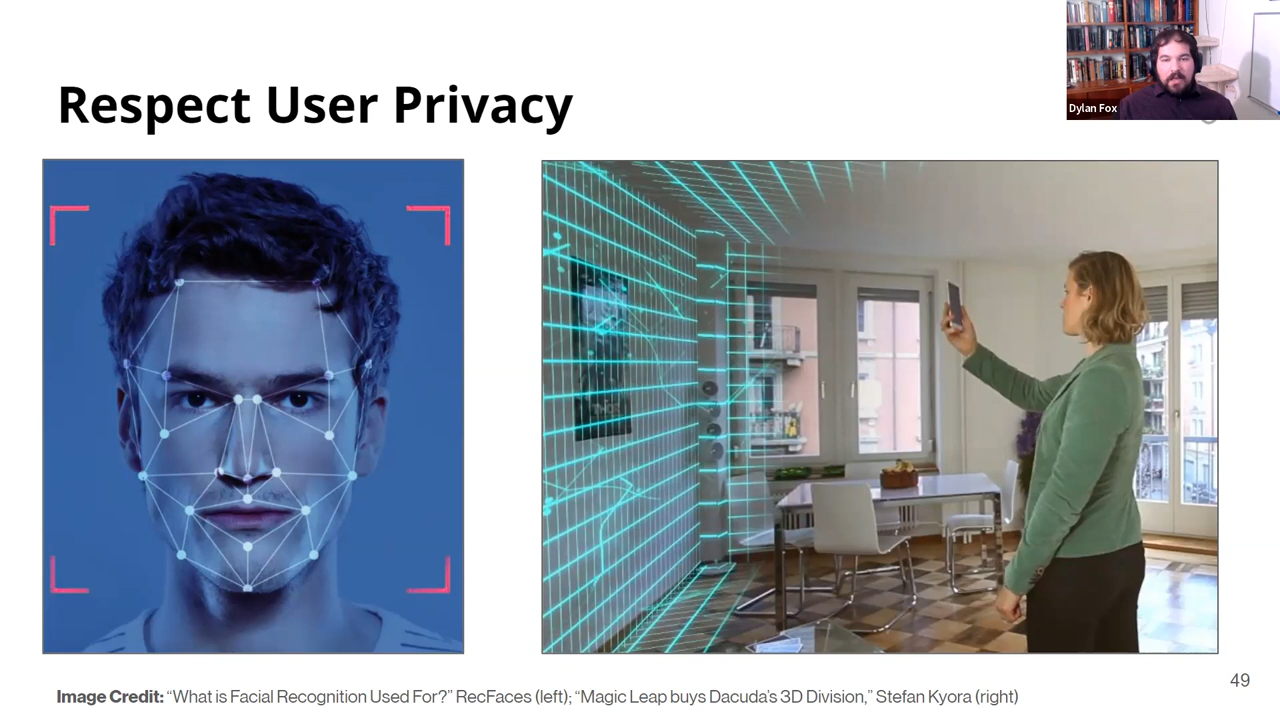 Respect User Privacy
Dylan Fox
Image Credit: “What is Facial Recognition Used For?” RecFaces (left); “Magic Leap buys Dacuda’s 3D Division,” Stefan Kyora (right)
49